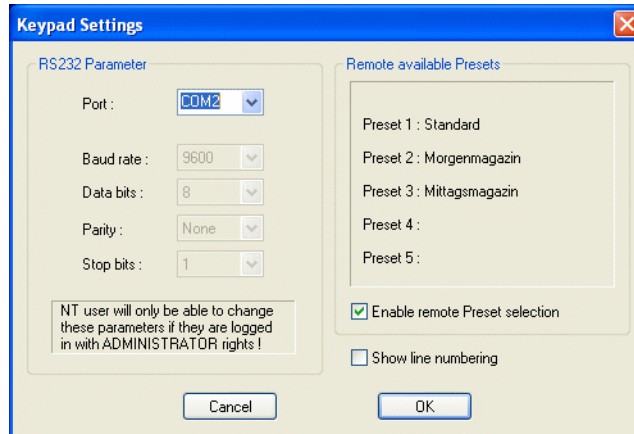 Keypad Settings
RS232 Parameter
Port :
COM2
Baud rate :
9600
Data bits :
8
Parity :
None
Stop bits :
1
NT user will only be able to change
these parameters if they are logged
in with ADMINISTRATOR rights !
Remote available Presets
Preset 1 : Standard
Preset 2 : Morgenmagazin
Preset 3 : Mittagsmagazin
Preset 4 :
Preset 5 :
Enable remote Preset selection
Show line numbering
Cancel
OK